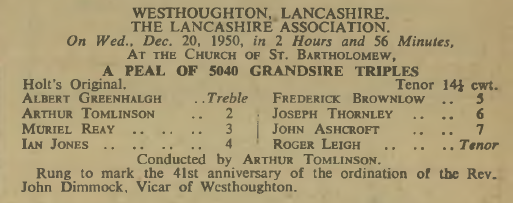 WESTHOUGHTON, LANCASHIRE.
THE LANCASHIRE ASSOCIATION.
On Wed., Dec. 20, 1950, in 2 Hours and 56 Minutes,
AT THE CHURCH OF ST. BARTHOLOMEW,
A PEAL OF 5040 GRANDSIRE TRIPLES
Holt's Original. Tenor 14¼ cwt.
ALBERT GREENHALGH ..Treble FREDERICK BROWNLOW .. 5
ARTHUR TOMLINSON .. 2 JOSEPH THORNLEY .. .. 6
MURIEL REAY .. .. .. 3 JOHN ASHCROFT .. .. 7
IAN JONES .. .. .. .. 4 ROGER LEIGH .. .. ..Tenor
Conducted by ARTHUR TOMLINSON.
Rung to mark the 41st anniversary of the ordination of the Rev.
John Dimmock, Vicar of Westhoughton.